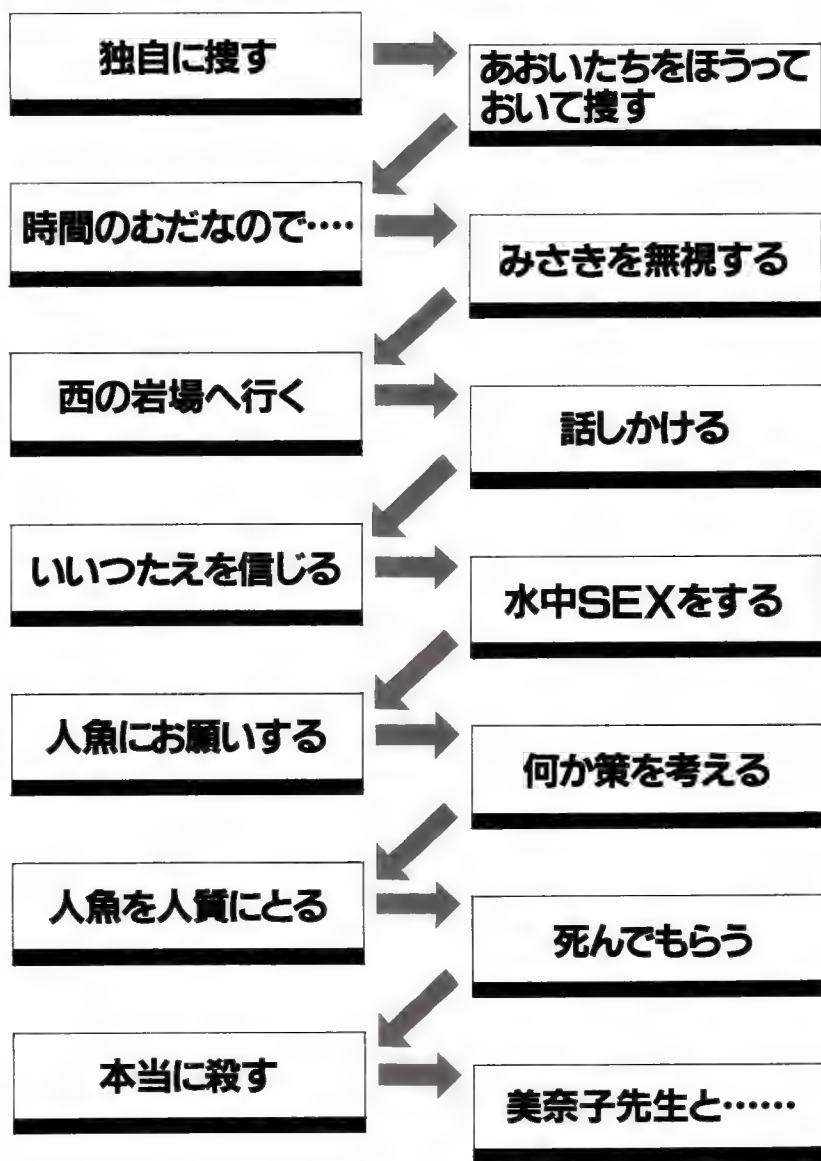 独自に捜す
あおいたちをほうって
おいて捜す
時間のむだなので‥‥
みさきを無視する
西の岩場へ行く
話しかける
いいつたえを信じる
水中SEXをする
人魚にお願いする
何か策を考える
人魚を人質にとる
死んでもらう
本当に殺す
美奈子先生と……